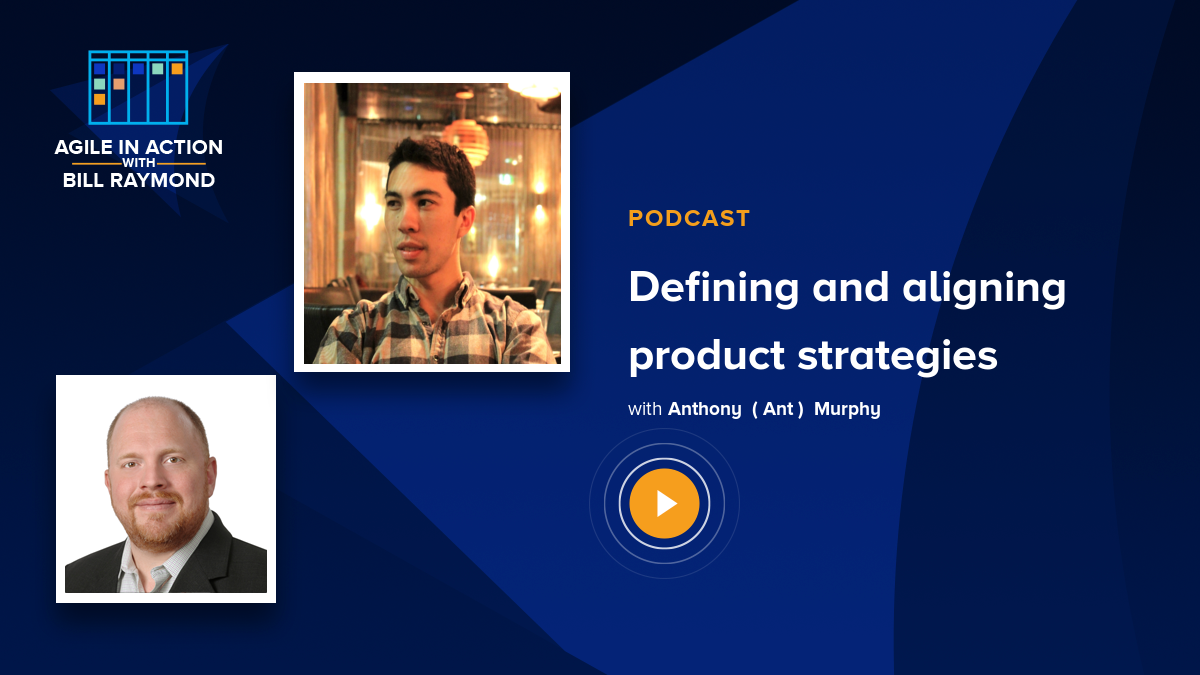 AGILE IN ACTION
WITH
BILL RAYMOND
PODCAST
Defining and aligning
product strategies
with Anthony ( Ant ) Murphy